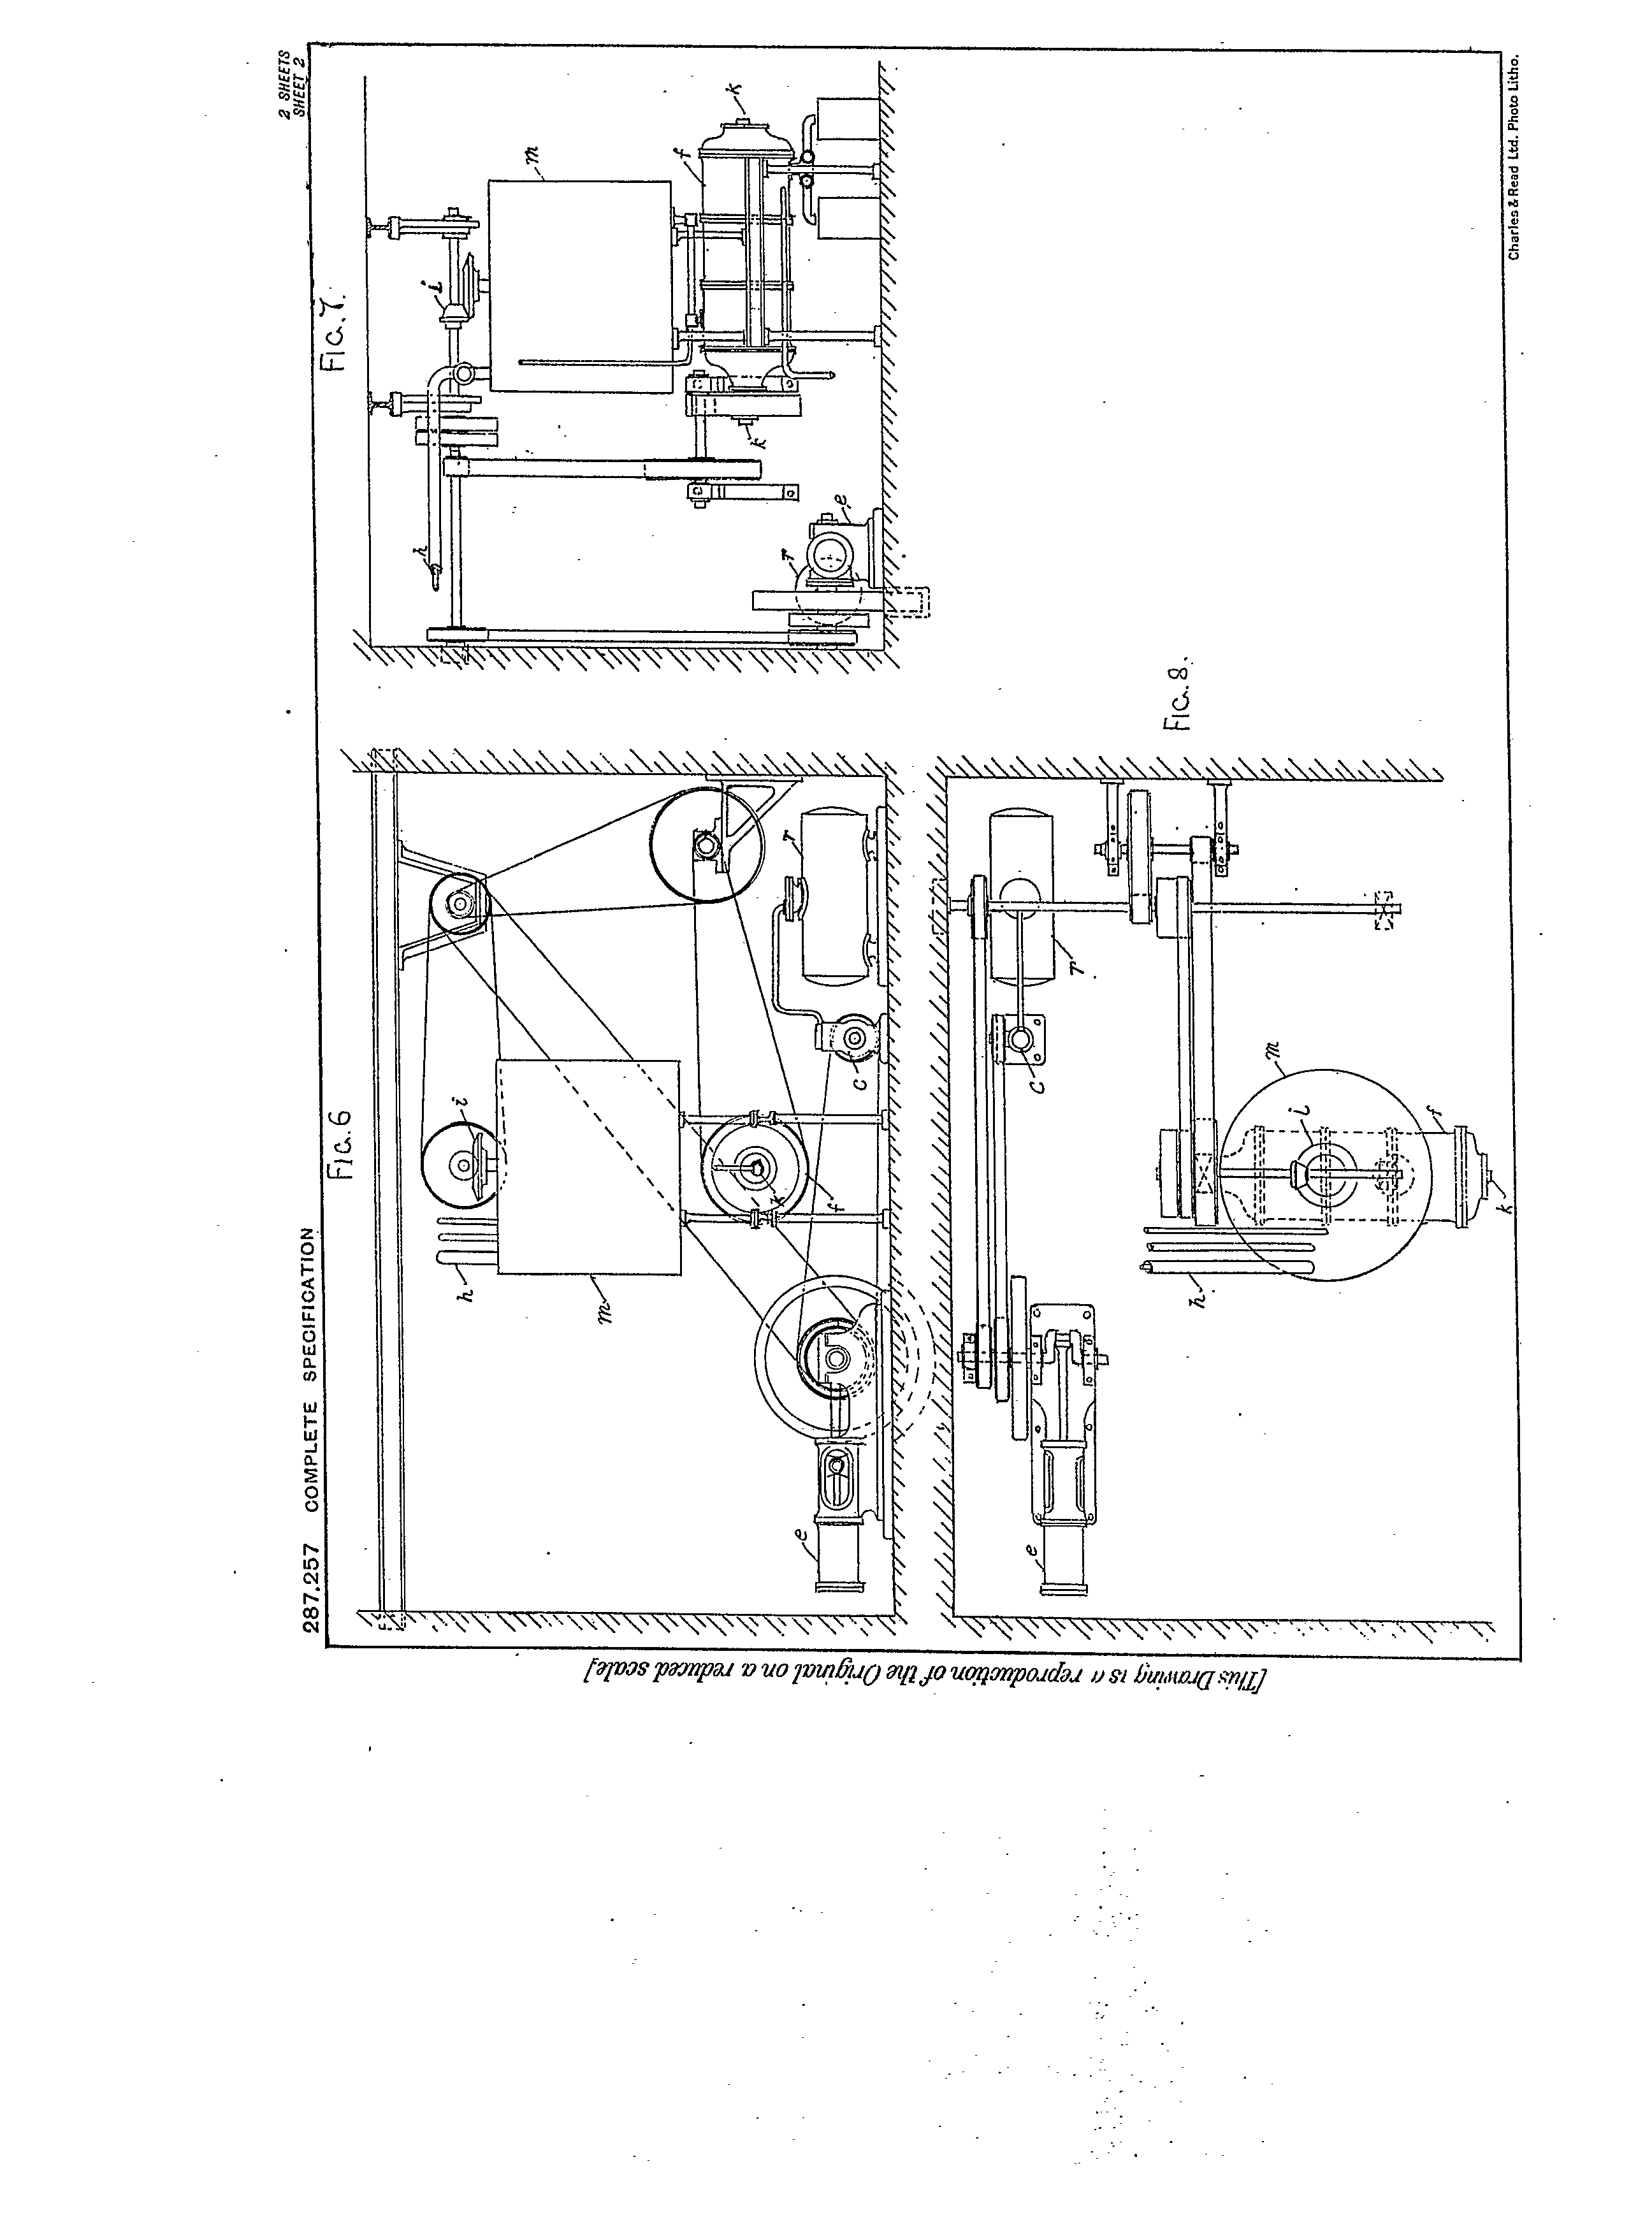 287,257 COMPLETE SPECIFICATION
2 SHEETS
SHEET 2
Fig. 6
h
i
m
e
k
f
c
r
Fig. 7.
h
i
m
f
k
k
r
e
Fig. 8.
e
c
r
h
m
i
f
k
[This Drawing is a reproduction of the Original on a reduced scale]
Charles & Read Ltd. Photo Litho.